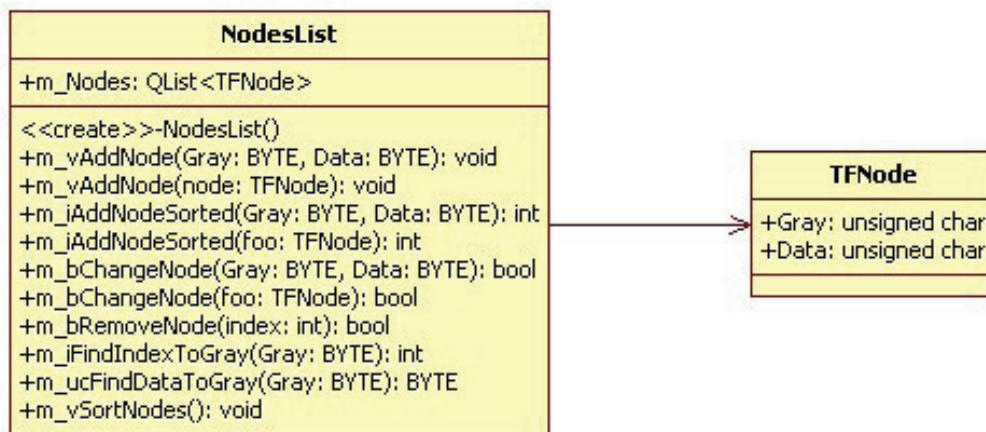 NodesList
+m_Nodes: QList<TFNode>
<<create>>-NodesList()
+m_vAddNode(Gray: BYTE, Data: BYTE): void
+m_vAddNode(node: TFNode): void
+m_iAddNodeSorted(Gray: BYTE, Data: BYTE): int
+m_iAddNodeSorted(foo: TFNode): int
+m_bChangeNode(Gray: BYTE, Data: BYTE): bool
+m_bChangeNode(foo: TFNode): bool
+m_bRemoveNode(index: int): bool
+m_iFindIndexToGray(Gray: BYTE): int
+m_ucFindDataToGray(Gray: BYTE): BYTE
+m_vSortNodes(): void
TFNode
+Gray: unsigned char
+Data: unsigned char